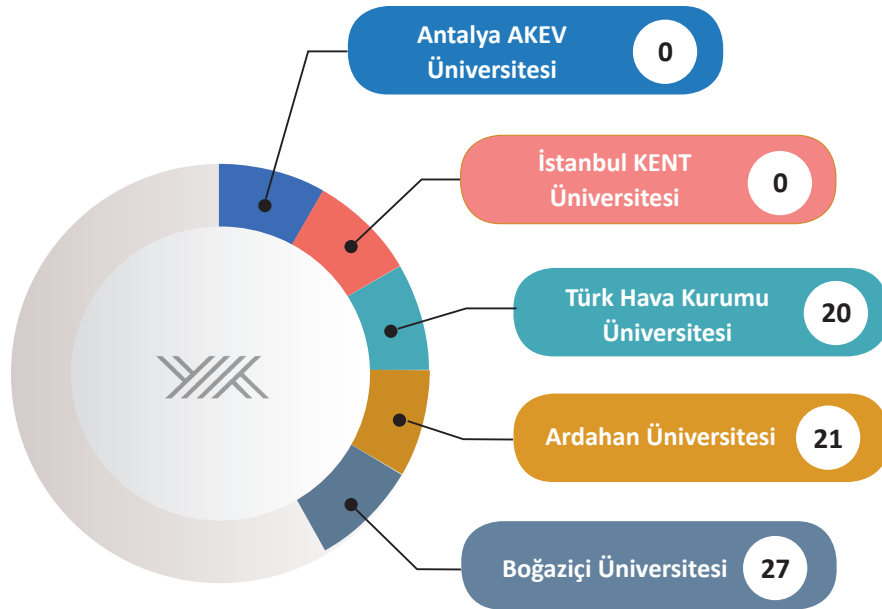 Antalya AKEV
Üniversitesi
0
İstanbul KENT
Üniversitesi
0
Türk Hava Kurumu
Üniversitesi
20
Ardahan Üniversitesi
21
Boğaziçi Üniversitesi
27